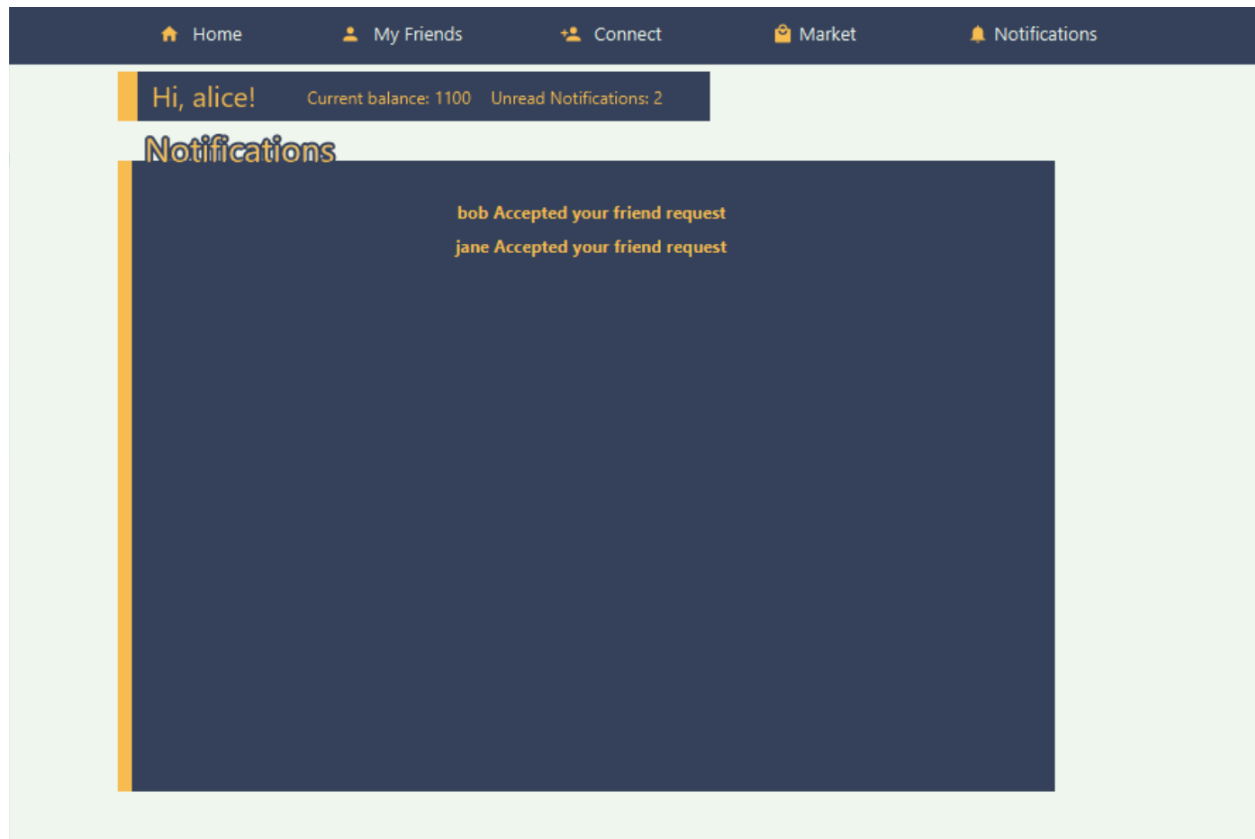 Home My Friends Connect Market Notifications
Hi, alice! Current balance: 1100 Unread Notifications: 2
Notifications
bob Accepted your friend request
jane Accepted your friend request